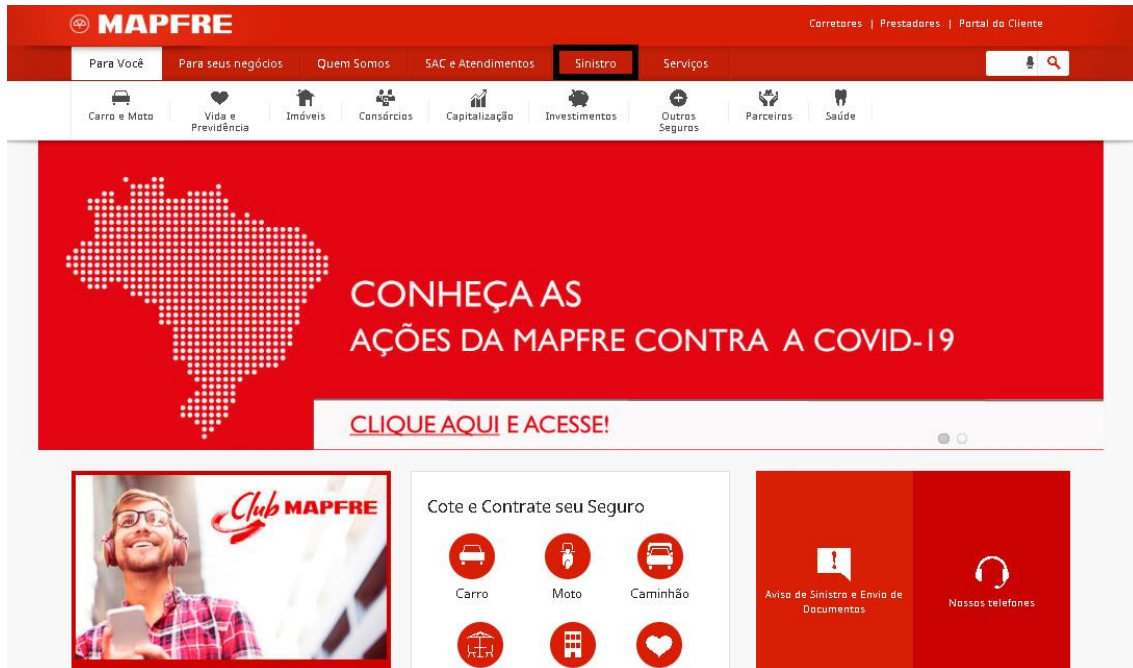 MAPFRE
Corretores | Prestadores | Portal do Cliente
Para Você Para seus negócios Quem Somos SAC e Atendimentos Sinistro Serviços
Carro e Moto
Vida e
Previdência
Imóveis
Consórcios
Capitalização
Investimentos
Outros
Seguros
Parceiros
Saúde
CONHEÇA AS
AÇÕES DA MAPFRE CONTRA A COVID-19
CLIQUE AQUI E ACESSE!
Club MAPFRE
Cote e Contrate seu Seguro
Carro Moto Caminhão
Aviso de Sinistro e Envio de
Documentos
Nossos telefones